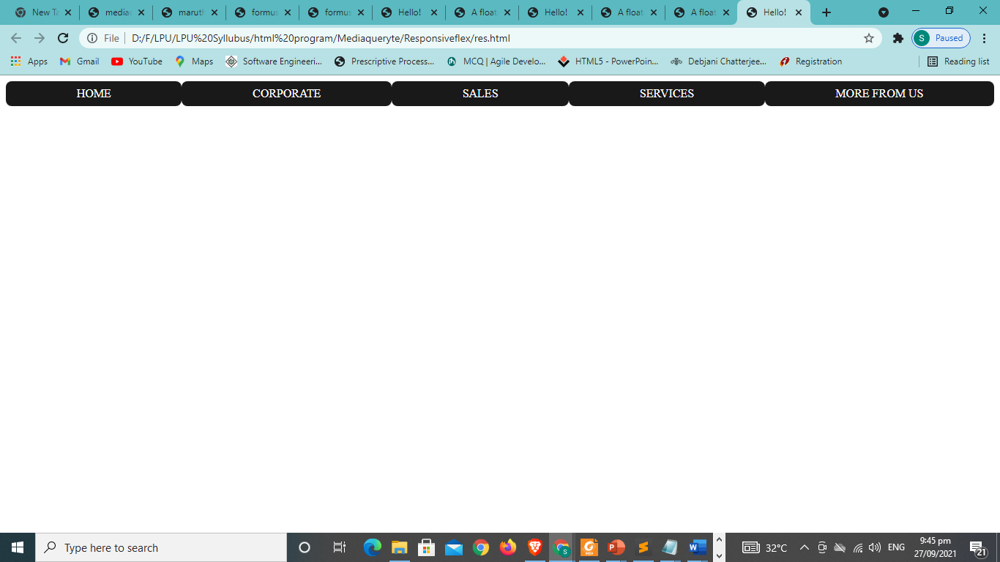 New Ta mediac maruth formus formus Hello! A float Hello! A float A float Hello!
File D:/F/LPU/LPU%20Syllubus/html%20program/Mediaqueryte/Responsiveflex/res.html S Paused
Apps Gmail YouTube Maps Software Engineeri... Prescriptive Process... MCQ | Agile Develo... HTML5 - PowerPoin... Debjani Chatterjee... Registration Reading list
HOME CORPORATE SALES SERVICES MORE FROM US
Type here to search 32°C ENG 9:45 pm
27/09/2021 21